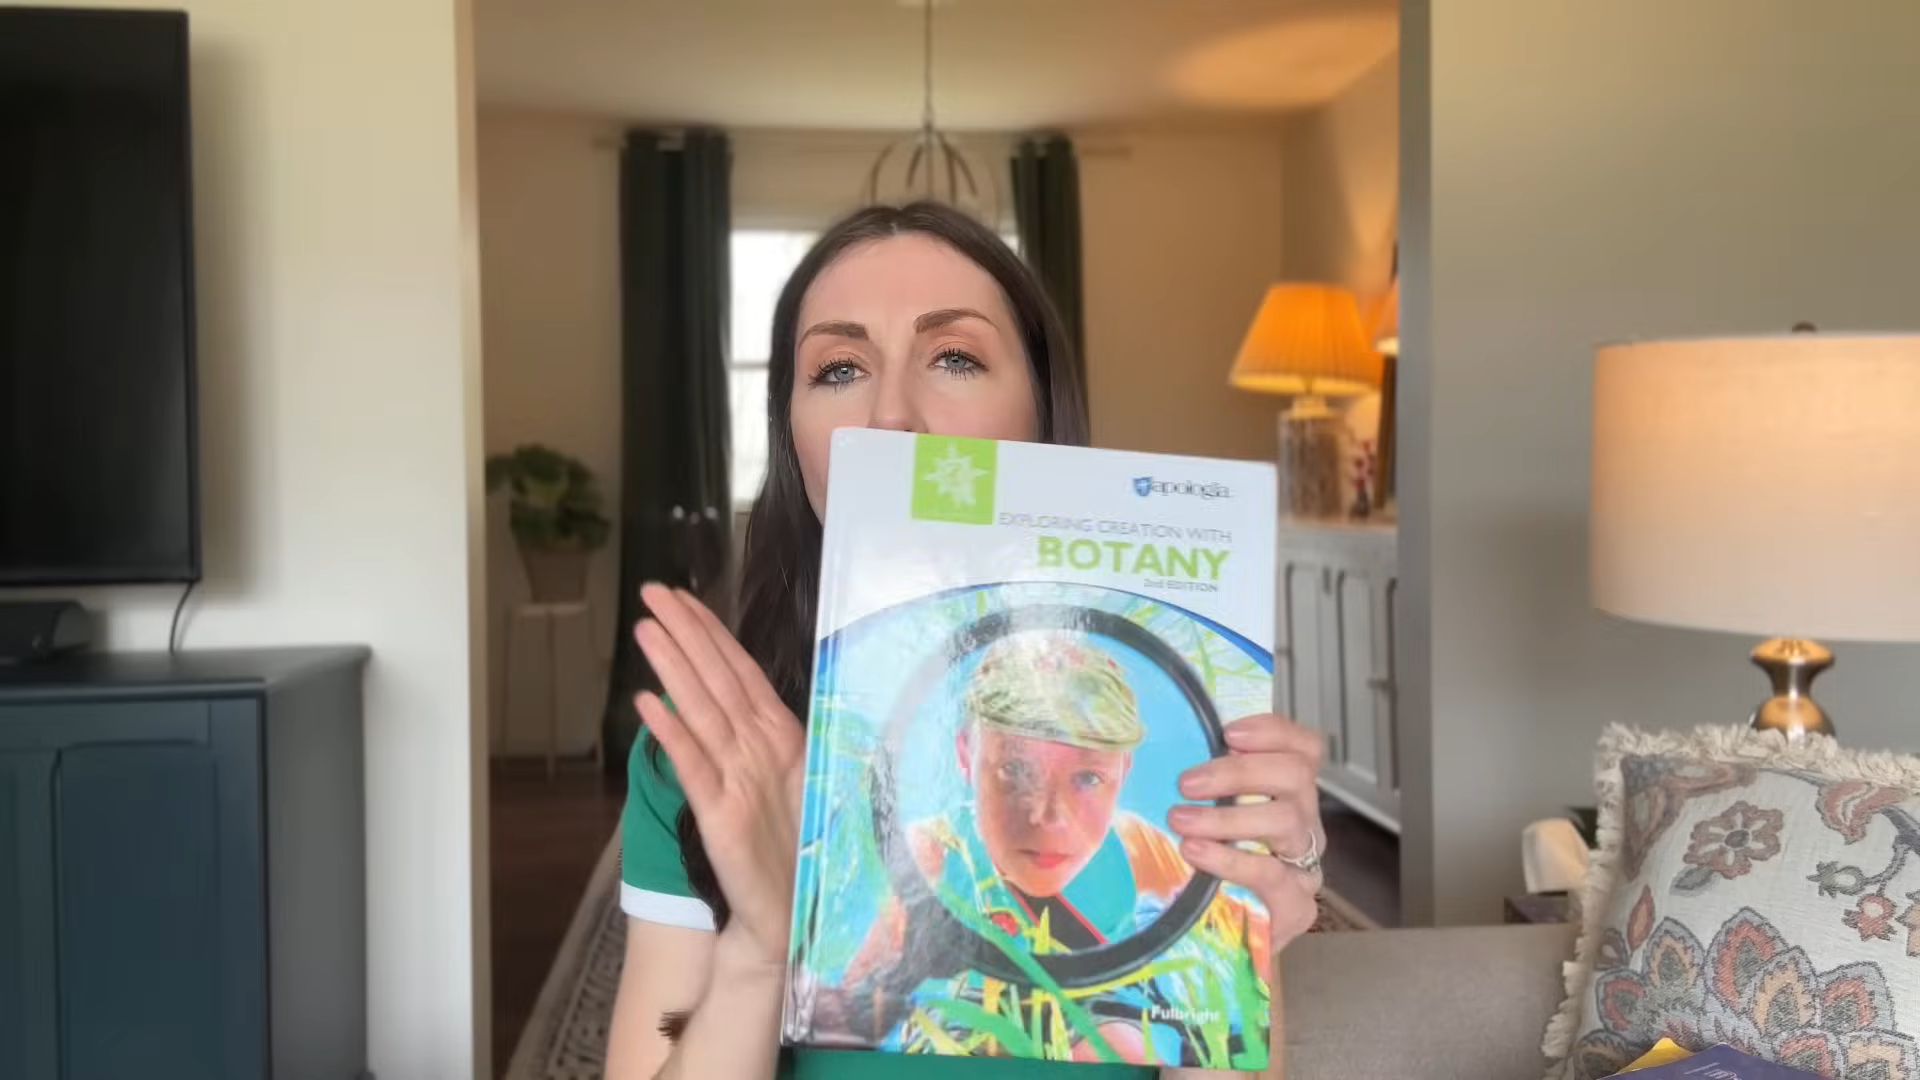 apologia
EXPLORING CREATION WITH
BOTANY
2nd EDITION
Fulbright